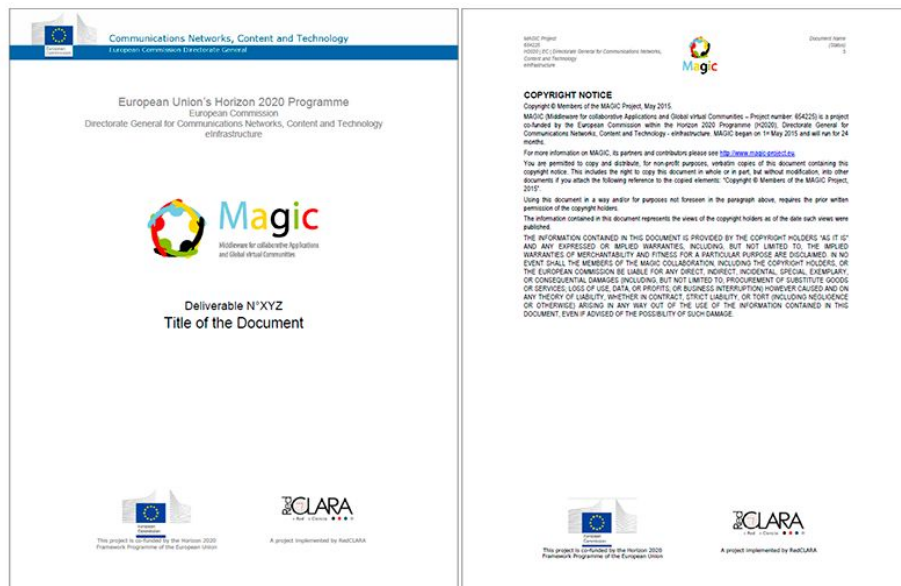 European
Commission
Communications Networks, Content and Technology
European Commission Directorate General
European Union's Horizon 2020 Programme
European Commission
Directorate General for Communications Networks, Content and Technology
eInfrastructure
Magic
Middleware for collaborative Applications
and Global virtual Communities
Deliverable N°XYZ
Title of the Document
European
Commission
This project is co-funded by the Horizon 2020
Framework Programme of the European Union
Red CLARA
A project implemented by RedCLARA
MAGIC Project
654225
H2020 | EC | Directorate General for Communications Networks,
Content and Technology
eInfrastructure
Magic
Document Name
(Status)
COPYRIGHT NOTICE
Copyright © Members of the MAGIC Project, May 2015.
MAGIC (Middleware for collaborative Applications and Global virtual Communities – Project number: 654225) is a project
co-funded by the European Commission within the Horizon 2020 Programme (H2020), Directorate General for
Communications Networks, Content and Technology - eInfrastructure. MAGIC began on 1st May 2015 and will run for 24
months.
For more information on MAGIC, its partners and contributors please see http://www.magic-project.eu
You are permitted to copy and distribute, for non-profit purposes, verbatim copies of this document containing this
copyright notice. This includes the right to copy this document in whole or in part, but without modification, into other
documents if you attach the following reference to the copied elements: "Copyright © Members of the MAGIC Project,
2015".
Using this document in a way and/or for purposes not foreseen in the paragraph above, requires the prior written
permission of the copyright holders.
The information contained in this document represents the views of the copyright holders as of the date such views were
published.
THE INFORMATION CONTAINED IN THIS DOCUMENT IS PROVIDED BY THE COPYRIGHT HOLDERS "AS IT IS"
AND ANY EXPRESSED OR IMPLIED WARRANTIES, INCLUDING, BUT NOT LIMITED TO, THE IMPLIED
WARRANTIES OF MERCHANTABILITY AND FITNESS FOR A PARTICULAR PURPOSE ARE DISCLAIMED. IN NO
EVENT SHALL THE MEMBERS OF THE MAGIC COLLABORATION, INCLUDING THE COPYRIGHT HOLDERS, OR
THE EUROPEAN COMMISSION BE LIABLE FOR ANY DIRECT, INDIRECT, INCIDENTAL, SPECIAL, EXEMPLARY,
OR CONSEQUENTIAL DAMAGES (INCLUDING, BUT NOT LIMITED TO, PROCUREMENT OF SUBSTITUTE GOODS
OR SERVICES; LOSS OF USE, DATA, OR PROFITS; OR BUSINESS INTERRUPTION) HOWEVER CAUSED AND ON
ANY THEORY OF LIABILITY, WHETHER IN CONTRACT, STRICT LIABILITY, OR TORT (INCLUDING NEGLIGENCE
OR OTHERWISE) ARISING IN ANY WAY OUT OF THE USE OF THE INFORMATION CONTAINED IN THIS
DOCUMENT, EVEN IF ADVISED OF THE POSSIBILITY OF SUCH DAMAGE.
European
Commission
This project is co-funded by the Horizon 2020
Framework Programme of the European Union
Red CLARA
A project implemented by RedCLARA